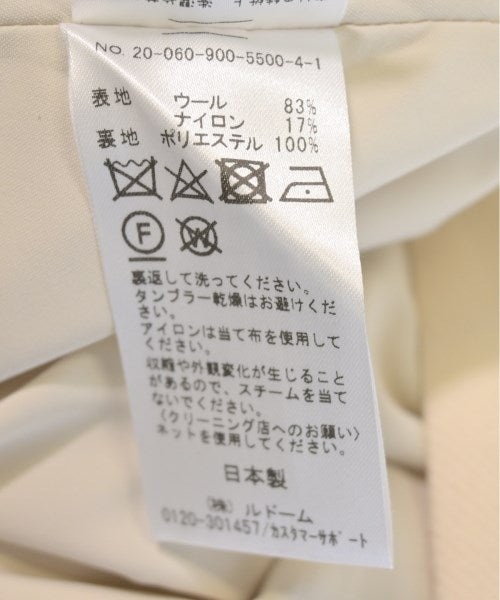 NO. 20-060-900-5500-4-1
表地 ウール 83%
ナイロン 17%
裏地 ポリエステル 100%
F W
裏返して洗ってください。
タンブラー乾燥はお避けくだ
さい。
アイロンは当て布を使用して
ください。
収縮や外観変化が生じること
があるので、スチームを当て
ないでください。
〈クリーニング店へのお願い〉
ネットを使用してください。
日本製
(株) ルドーム
0120-301457/カスタマーサポート